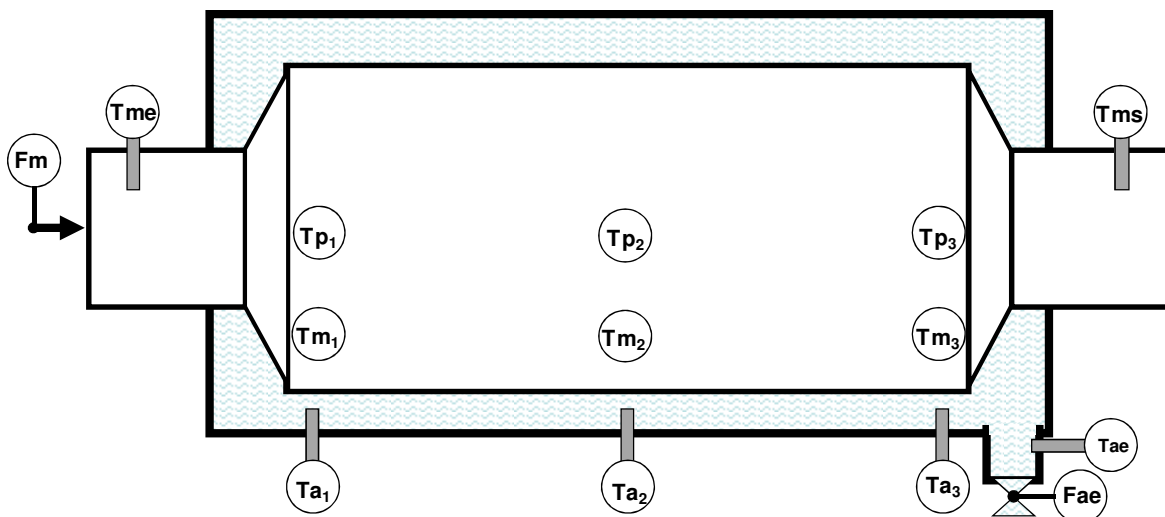 Tme
Tms
Fm
Tp₁
Tp₂
Tp₃
Tm₁
Tm₂
Tm₃
Tae
Ta₁
Ta₂
Ta₃
Fae